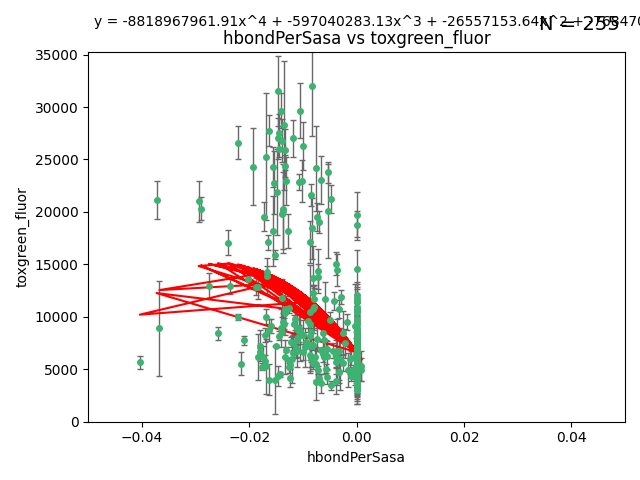 y = -8818967961.91x^4 + -597040283.13x^3 + -26557153.64x^2 +
N = 255
hbondPerSasa vs toxgreen_fluor
35000
30000
25000
20000
15000
10000
5000
0
toxgreen_fluor
−0.04 −0.02 0.00 0.02 0.04
hbondPerSasa